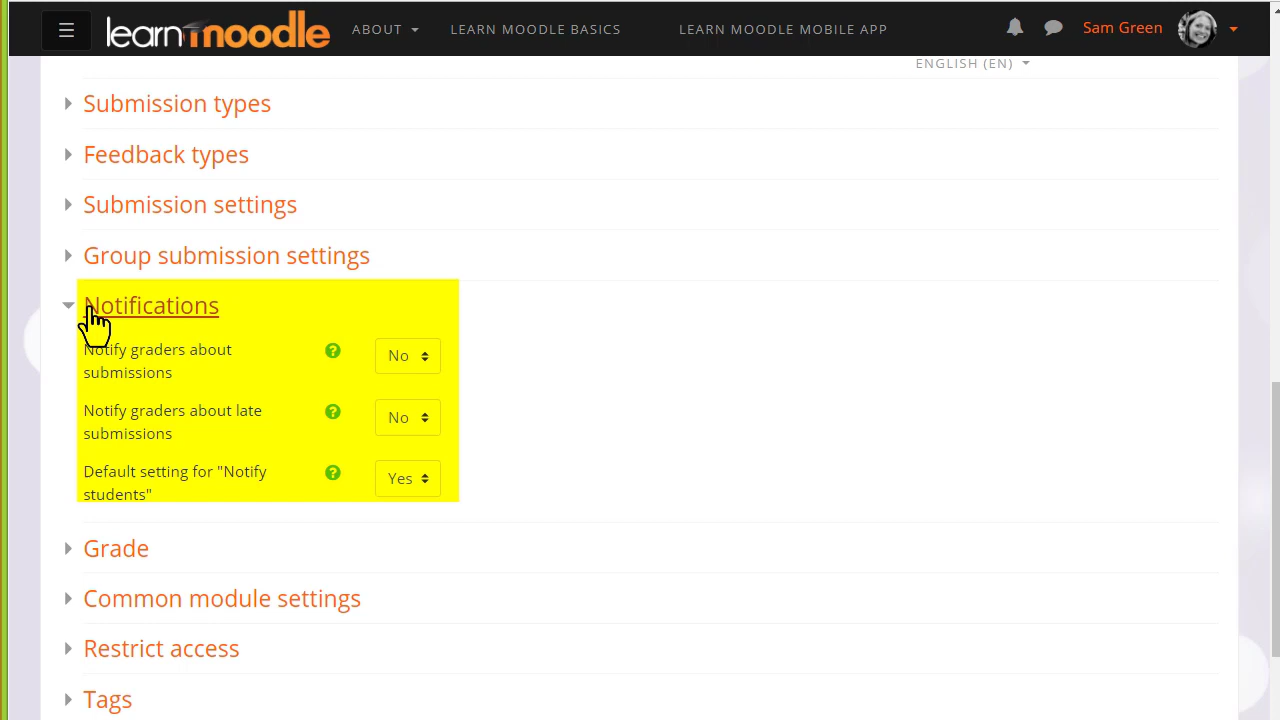 learn moodle
ABOUT
LEARN MOODLE BASICS
LEARN MOODLE MOBILE APP
Sam Green
ENGLISH (EN)
Submission types
Feedback types
Submission settings
Group submission settings
Notifications
Notify graders about
submissions
No
Notify graders about late
submissions
No
Default setting for "Notify
students"
Yes
Grade
Common module settings
Restrict access
Tags